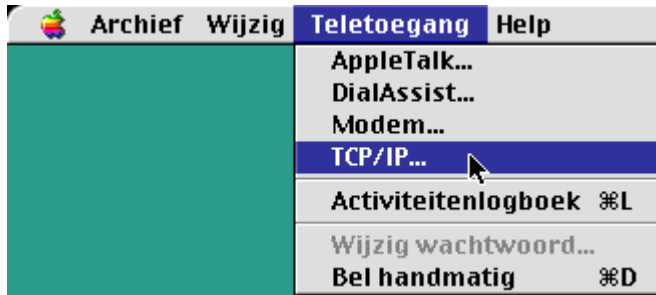 Archief Wijzig Teletoegang Help
AppleTalk...
DialAssist...
Modem...
TCP/IP...
Activiteitenlogboek ⌘L
Wijzig wachtwoord...
Bel handmatig ⌘D